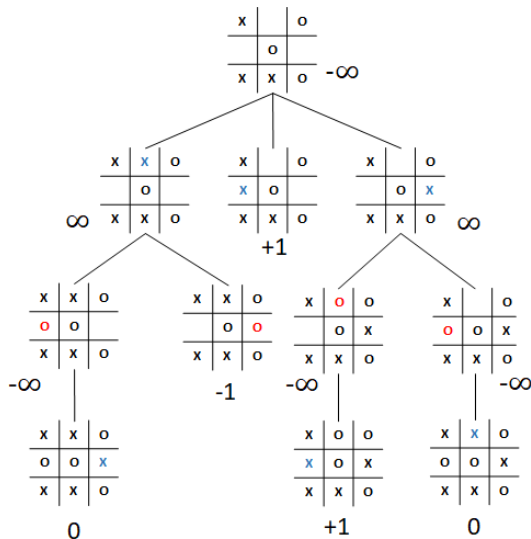 x o
o
x x o -∞
x x o x o x o
o x o o x
∞ x x o x x o x x o ∞
+1
x x o x x o x o o x o
o o o o o x o o x
x x o x x o x x o x x o
-∞ -1 -∞ -∞
x x o x o o x x o
o o x x o x o o x
x x o x x o x x o
0 +1 0